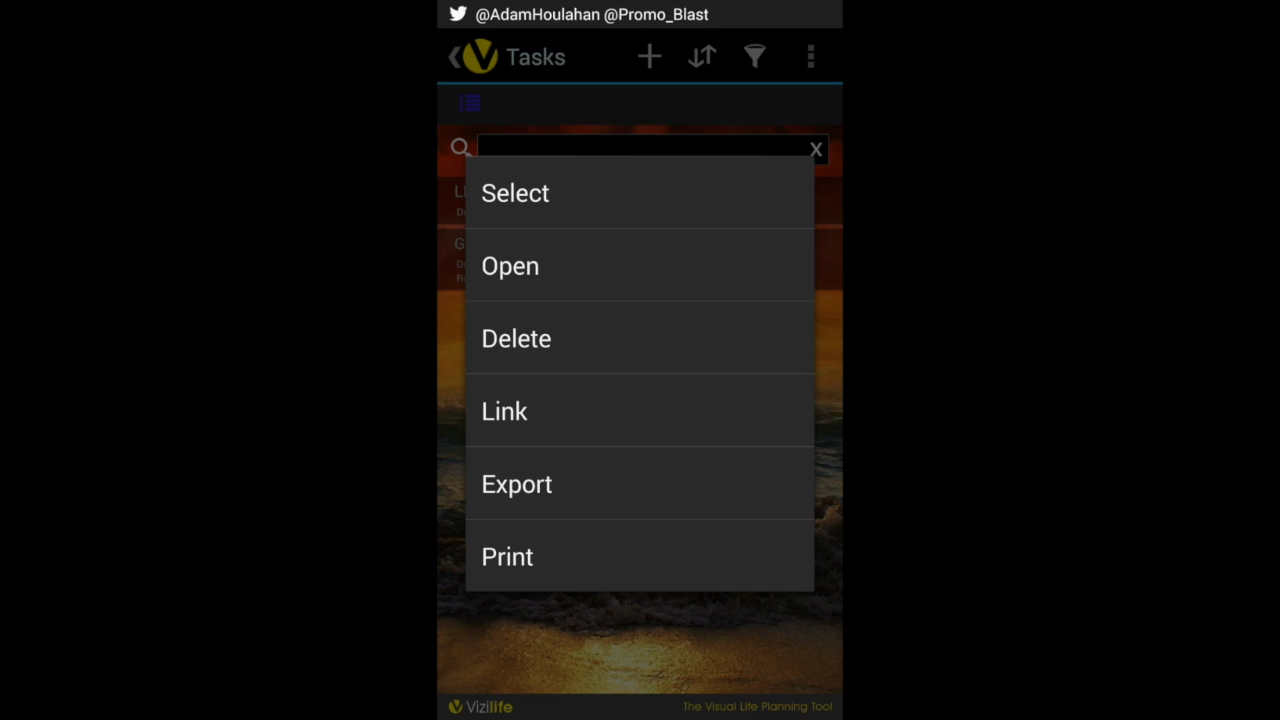 @AdamHoulahan @Promo_Blast
Tasks
X
Select
Open
Delete
Link
Export
Print
Vizilife
The Visual Life Planning Tool